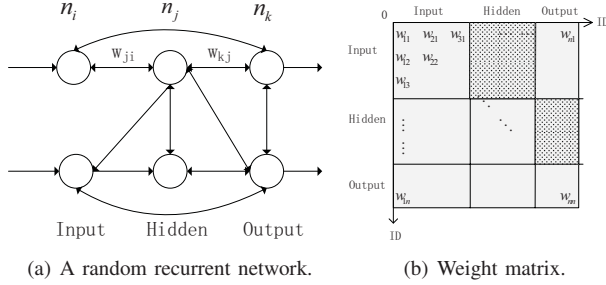 n_i n_j n_k
w_ji w_kj
Input Hidden Output
(a) A random recurrent network.
0 Input Hidden Output
ID
Input w_11 w_21 w_31 w_n1
w_12 w_22
w_13
Hidden
Output w_1n w_nn
ID
(b) Weight matrix.